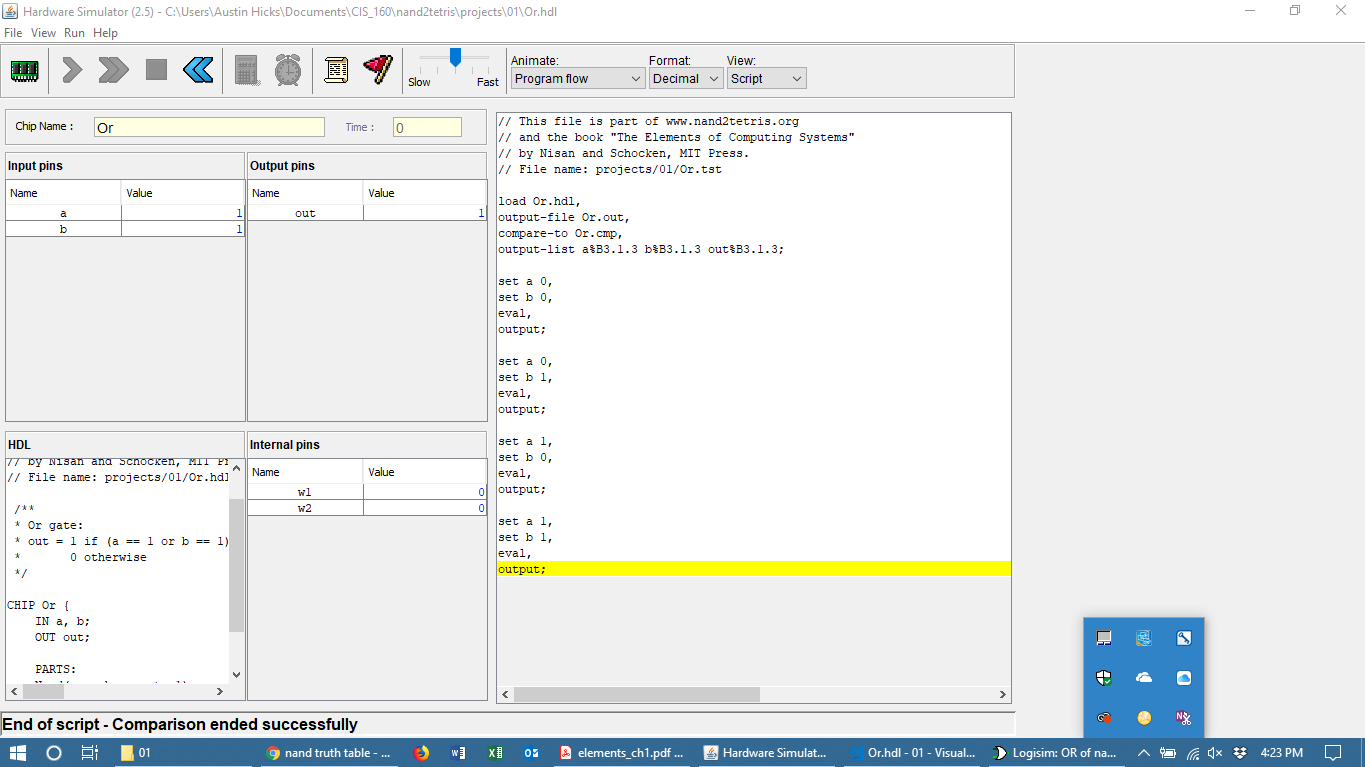 Hardware Simulator (2.5) - C:\Users\Austin Hicks\Documents\CIS_160\nand2tetris\projects\01\Or.hdl
File View Run Help
Slow Fast
Animate: Format: View:
Program flow Decimal Script
Chip Name : Or Time : 0
Input pins
Name Value
a 1
b 1
Output pins
Name Value
out 1
HDL
// by Nisan and Schocken, MIT Pr
// File name: projects/01/Or.hdl
/**
* Or gate:
* out = 1 if (a == 1 or b == 1)
* 0 otherwise
*/
CHIP Or {
IN a, b;
OUT out;
PARTS:
Internal pins
Name Value
w1 0
w2 0
// This file is part of www.nand2tetris.org
// and the book "The Elements of Computing Systems"
// by Nisan and Schocken, MIT Press.
// File name: projects/01/Or.tst
load Or.hdl,
output-file Or.out,
compare-to Or.cmp,
output-list a%B3.1.3 b%B3.1.3 out%B3.1.3;
set a 0,
set b 0,
eval,
output;
set a 0,
set b 1,
eval,
output;
set a 1,
set b 0,
eval,
output;
set a 1,
set b 1,
eval,
output;
End of script - Comparison ended successfully
01 nand truth table - ... elements_ch1.pdf ... Hardware Simulat... Or.hdl - 01 - Visual... Logisim: OR of na... 4:23 PM